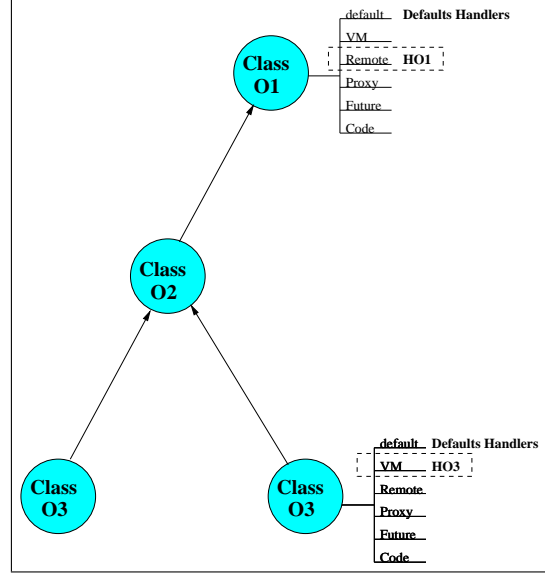 default Defaults Handlers
VM
Remote HO1
Proxy
Future
Code
Class
O1
Class
O2
default Defaults Handlers
VM HO3
Remote
Proxy
Future
Code
Class
O3
Class
O3